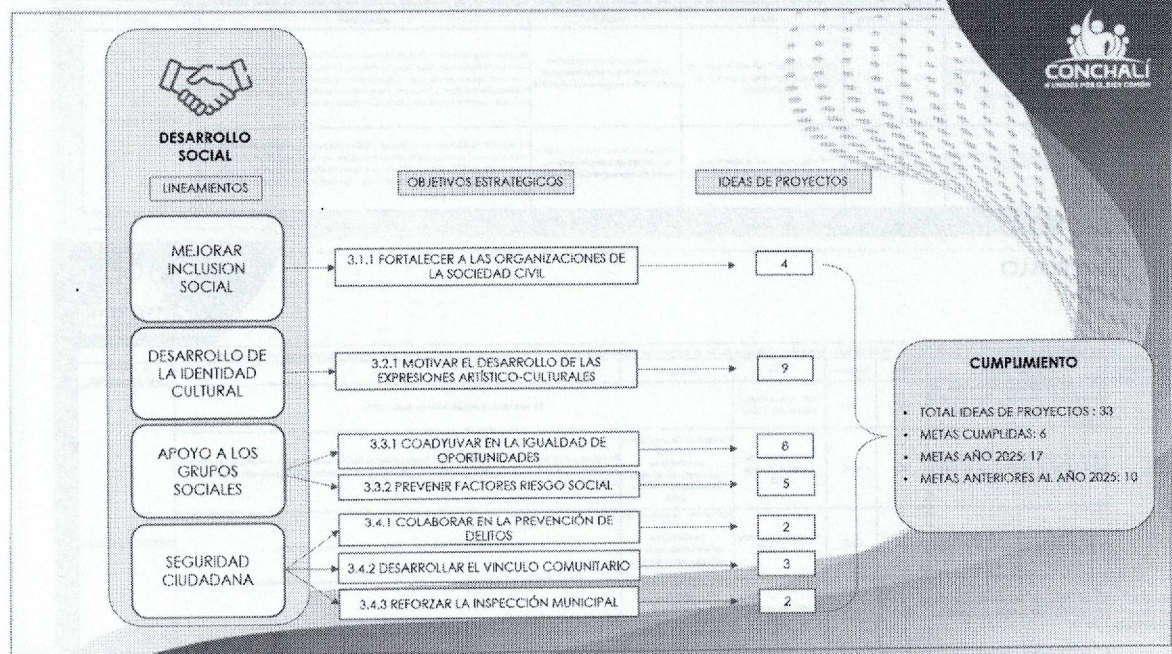 CONCHALÍ
# UNIDOS POR EL BIEN COMÚN
DESARROLLO
SOCIAL
LINEAMIENTOS
OBJETIVOS ESTRATEGICOS
IDEAS DE PROYECTOS
MEJORAR
INCLUSION
SOCIAL
3.1.1 FORTALECER A LAS ORGANIZACIONES DE
LA SOCIEDAD CIVIL
4
DESARROLLO DE
LA IDENTIDAD
CULTURAL
3.2.1 MOTIVAR EL DESARROLLO DE LAS
EXPRESIONES ARTÍSTICO-CULTURALES
9
APOYO A LOS
GRUPOS
SOCIALES
3.3.1 COADYUVAR EN LA IGUALDAD DE
OPORTUNIDADES
8
3.3.2 PREVENIR FACTORES RIESGO SOCIAL
5
SEGURIDAD
CIUDADANA
3.4.1 COLABORAR EN LA PREVENCIÓN DE
DELITOS
2
3.4.2 DESARROLLAR EL VINCULO COMUNITARIO
3
3.4.3 REFORZAR LA INSPECCIÓN MUNICIPAL
2
CUMPLIMIENTO
• TOTAL IDEAS DE PROYECTOS : 33
• METAS CUMPLIDAS: 6
• METAS AÑO 2025: 17
• METAS ANTERIORES AL AÑO 2025: 10